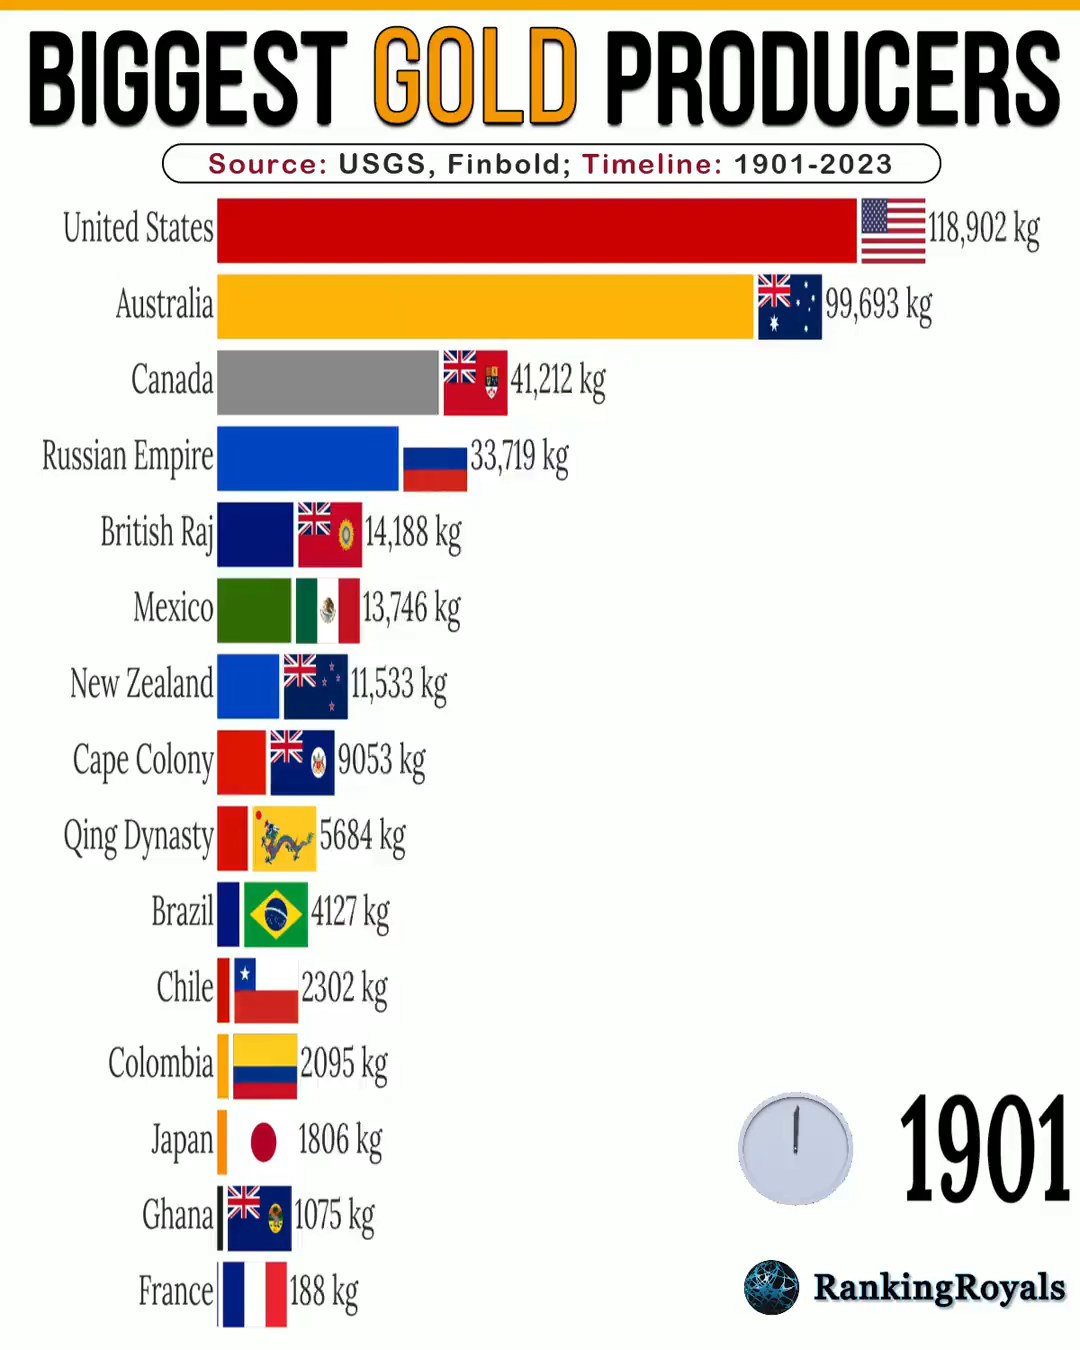 BIGGEST GOLD PRODUCERS
Source: USGS, Finbold; Timeline: 1901-2023
United States 118,902 kg
Australia 99,693 kg
Canada 41,212 kg
Russian Empire 33,719 kg
British Raj 14,188 kg
Mexico 13,746 kg
New Zealand 11,533 kg
Cape Colony 9053 kg
Qing Dynasty 5684 kg
Brazil 4127 kg
Chile 2302 kg
Colombia 2095 kg
Japan 1806 kg
Ghana 1075 kg
France 188 kg
1901
RankingRoyals